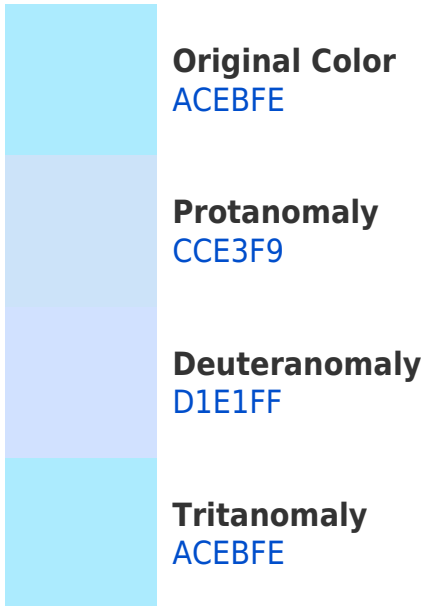 Original Color
ACEBFE
Protanomaly
CCE3F9
Deuteranomaly
D1E1FF
Tritanomaly
ACEBFE